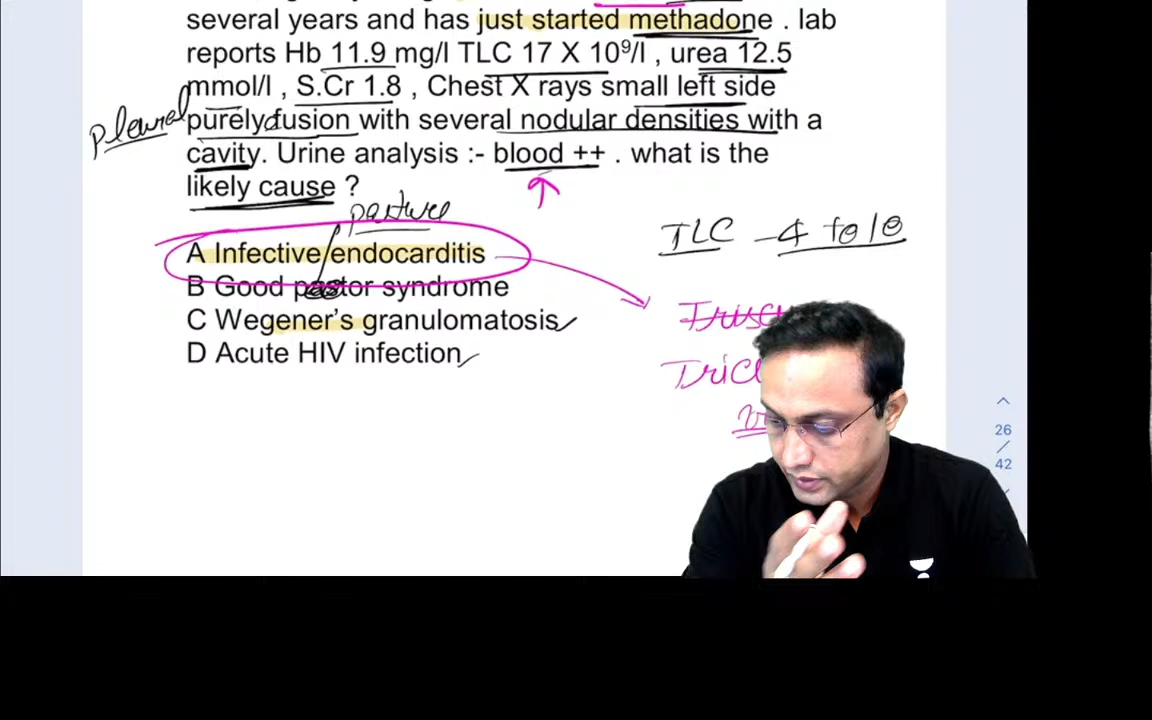 several years and has just started methadone . lab
reports Hb 11.9 mg/l TLC 17 X 10⁹/l , urea 12.5
mmol/l , S.Cr 1.8 , Chest X rays small left side
pleural
purelydfusion with several nodular densities with a
cavity. Urine analysis :- blood ++ . what is the
likely cause ?
pasture
A Infective endocarditis
TLC - 4 to 10
B Good pastor syndrome
C Wegener's granulomatosis
D Acute HIV infection
26
/
42